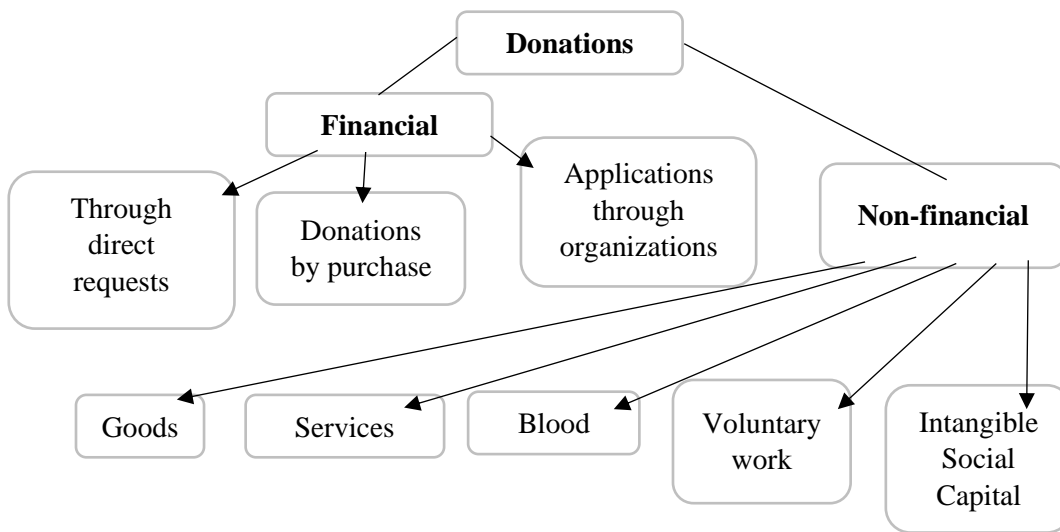 Donations
Financial
Through
direct
requests
Donations
by purchase
Applications
through
organizations
Non-financial
Goods
Services
Blood
Voluntary
work
Intangible
Social
Capital